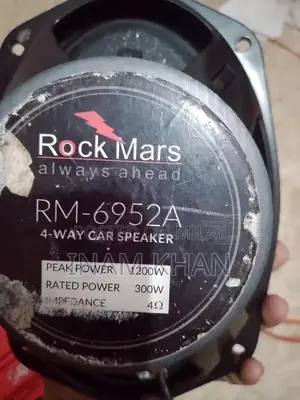 Rock Mars
always ahead
RM-6952A
4-WAY CAR SPEAKER
MILAY
INAM KHAN
PEAK POWER 1200W
RATED POWER 300W
IMPEDANCE 4Ω